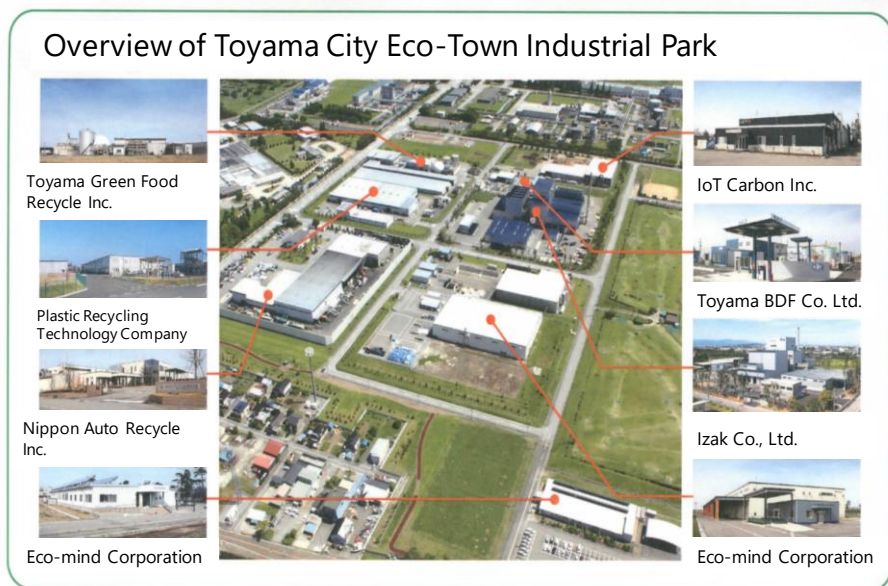 Overview of Toyama City Eco-Town Industrial Park
Toyama Green Food
Recycle Inc.
Plastic Recycling
Technology Company
Nippon Auto Recycle
Inc.
Eco-mind Corporation
IoT Carbon Inc.
Toyama BDF Co. Ltd.
Izak Co., Ltd.
Eco-mind Corporation